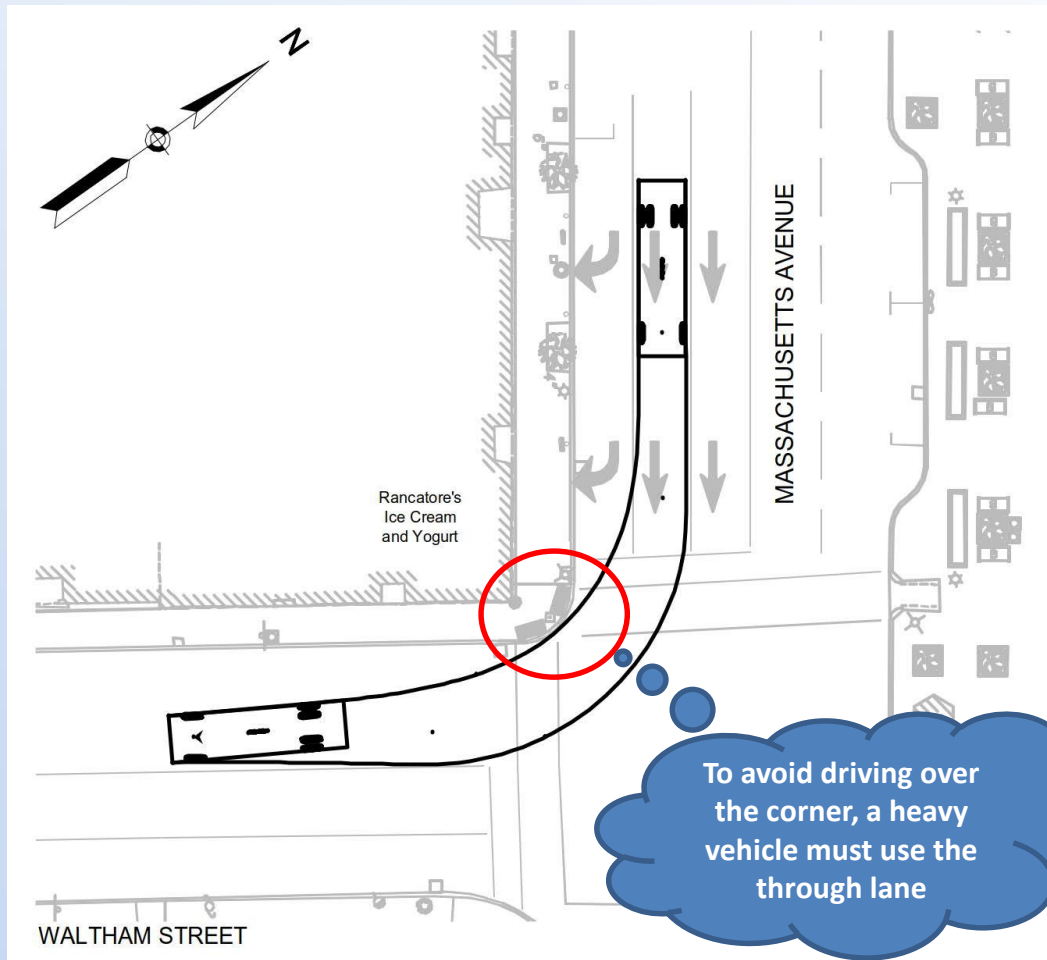 N
MASSACHUSETTS AVENUE
Rancatore's
Ice Cream
and Yogurt
To avoid driving over
the corner, a heavy
vehicle must use the
through lane
WALTHAM STREET